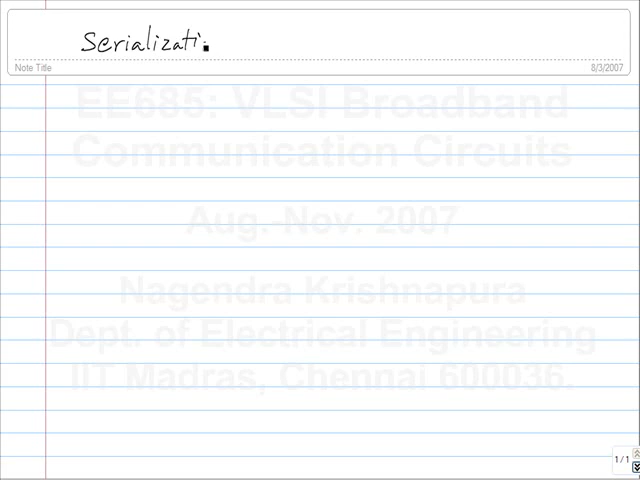 Serializati
Note Title
8/3/2007
EE685: VLSI Broadband
Communication Circuits
Aug.-Nov. 2007
Nagendra Krishnapura
Dept. of Electrical Engineering
IIT Madras, Chennai 600036.
1 / 1